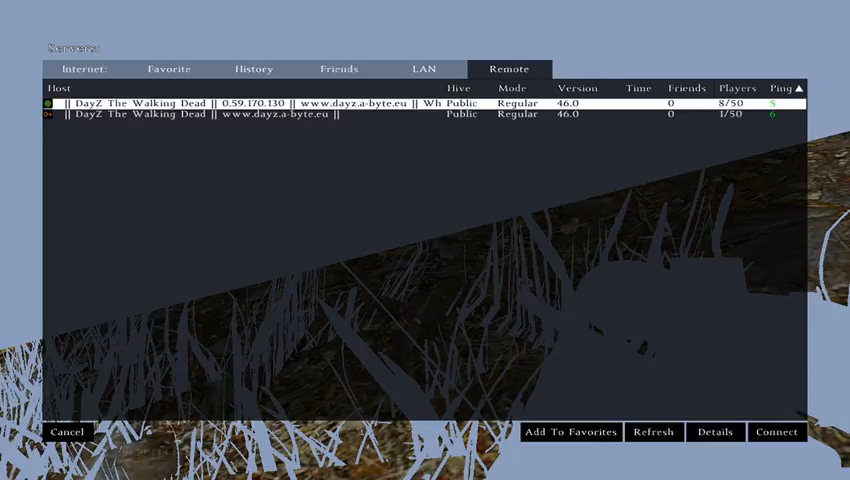 Servers:
Internet: Favorite History Friends LAN Remote
Host Hive Mode Version Time Friends Players Ping
|| DayZ The Walking Dead || 0.59.170.130 || www.dayz.a-byte.eu || Wh Public Regular 46.0 0 8/50 5
|| DayZ The Walking Dead || www.dayz.a-byte.eu || Public Regular 46.0 0 1/50 6
Cancel Add To Favorites Refresh Details Connect